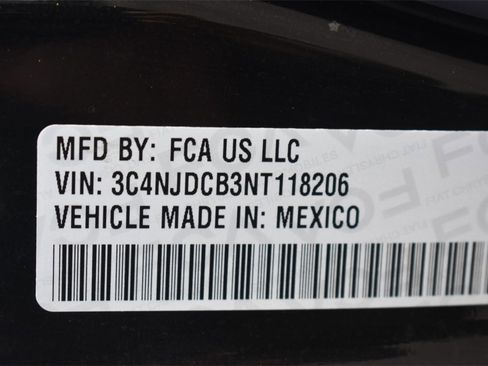 MFD BY: FCA US LLC
VIN: 3C4NJDCB3NT118206
VEHICLE MADE IN: MEXICO